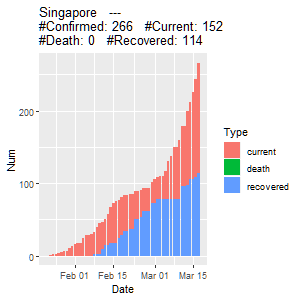 Singapore   ---
#Confirmed: 266   #Current: 152
#Death: 0   #Recovered: 114
200
100
0
Num
Feb 01
Feb 15
Mar 01
Mar 15
Date
Type
current
death
recovered